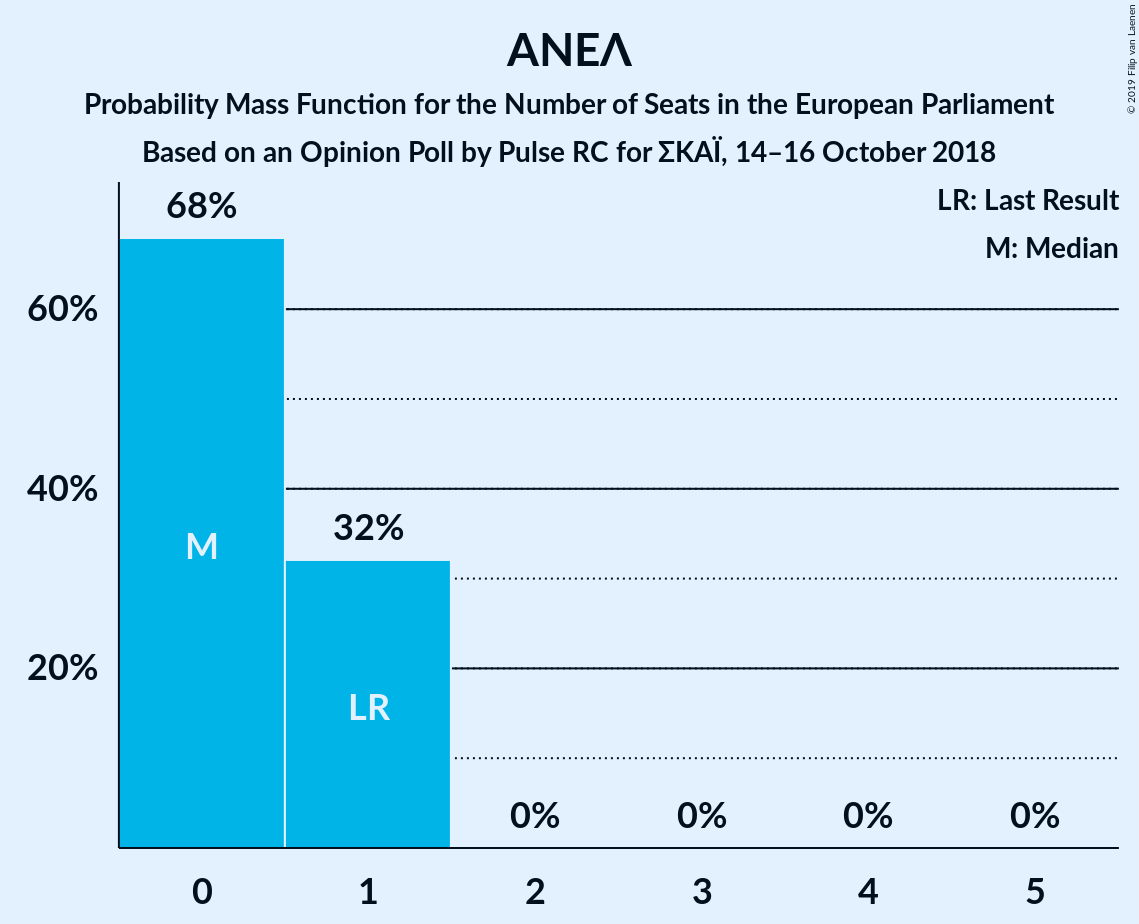 ΑΝΕΛ
Probability Mass Function for the Number of Seats in the European Parliament
Based on an Opinion Poll by Pulse RC for ΣΚΑΪ, 14–16 October 2018
© 2019 Filip van Laenen
LR: Last Result
M: Median
68%
60%
40%
32%
20%
M
LR
0%
0%
0%
0%
0
1
2
3
4
5